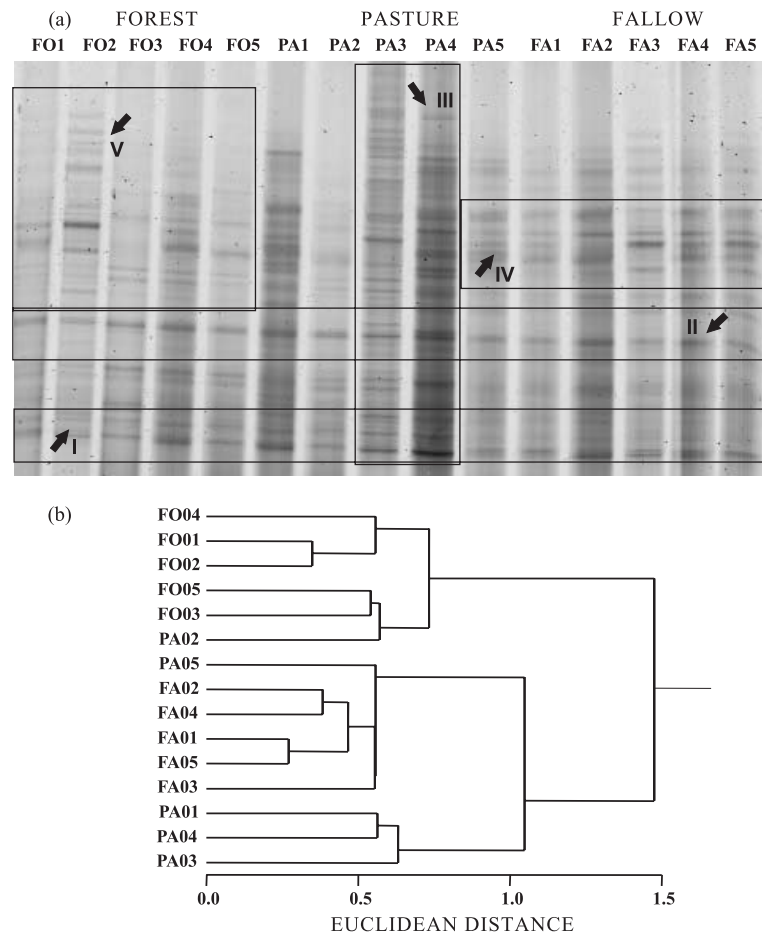 (a) FOREST PASTURE FALLOW
FO1 FO2 FO3 FO4 FO5 PA1 PA2 PA3 PA4 PA5 FA1 FA2 FA3 FA4 FA5
III
V
IV
II
I
(b)
FO04
FO01
FO02
FO05
FO03
PA02
PA05
FA02
FA04
FA01
FA05
FA03
PA01
PA04
PA03
0.0 0.5 1.0 1.5
EUCLIDEAN DISTANCE